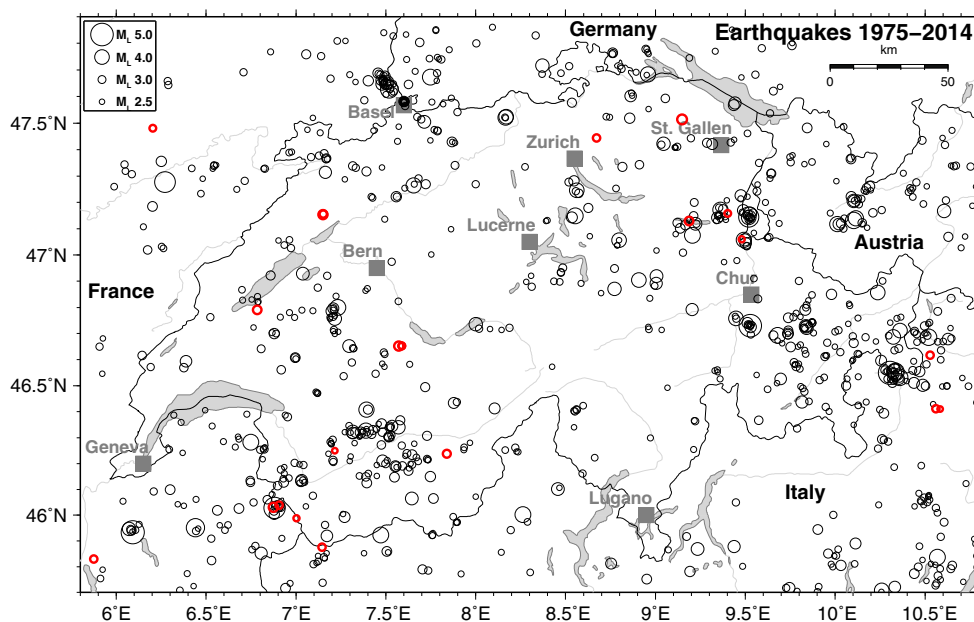 M_L 5.0
M_L 4.0
M_L 3.0
M_L 2.5
Germany
Earthquakes 1975−2014
km
0 50
Basel
Zurich
St. Gallen
Lucerne
Bern
Austria
Chur
France
Geneva
Lugano
Italy
47.5˚N
47˚N
46.5˚N
46˚N
6˚E 6.5˚E 7˚E 7.5˚E 8˚E 8.5˚E 9˚E 9.5˚E 10˚E 10.5˚E